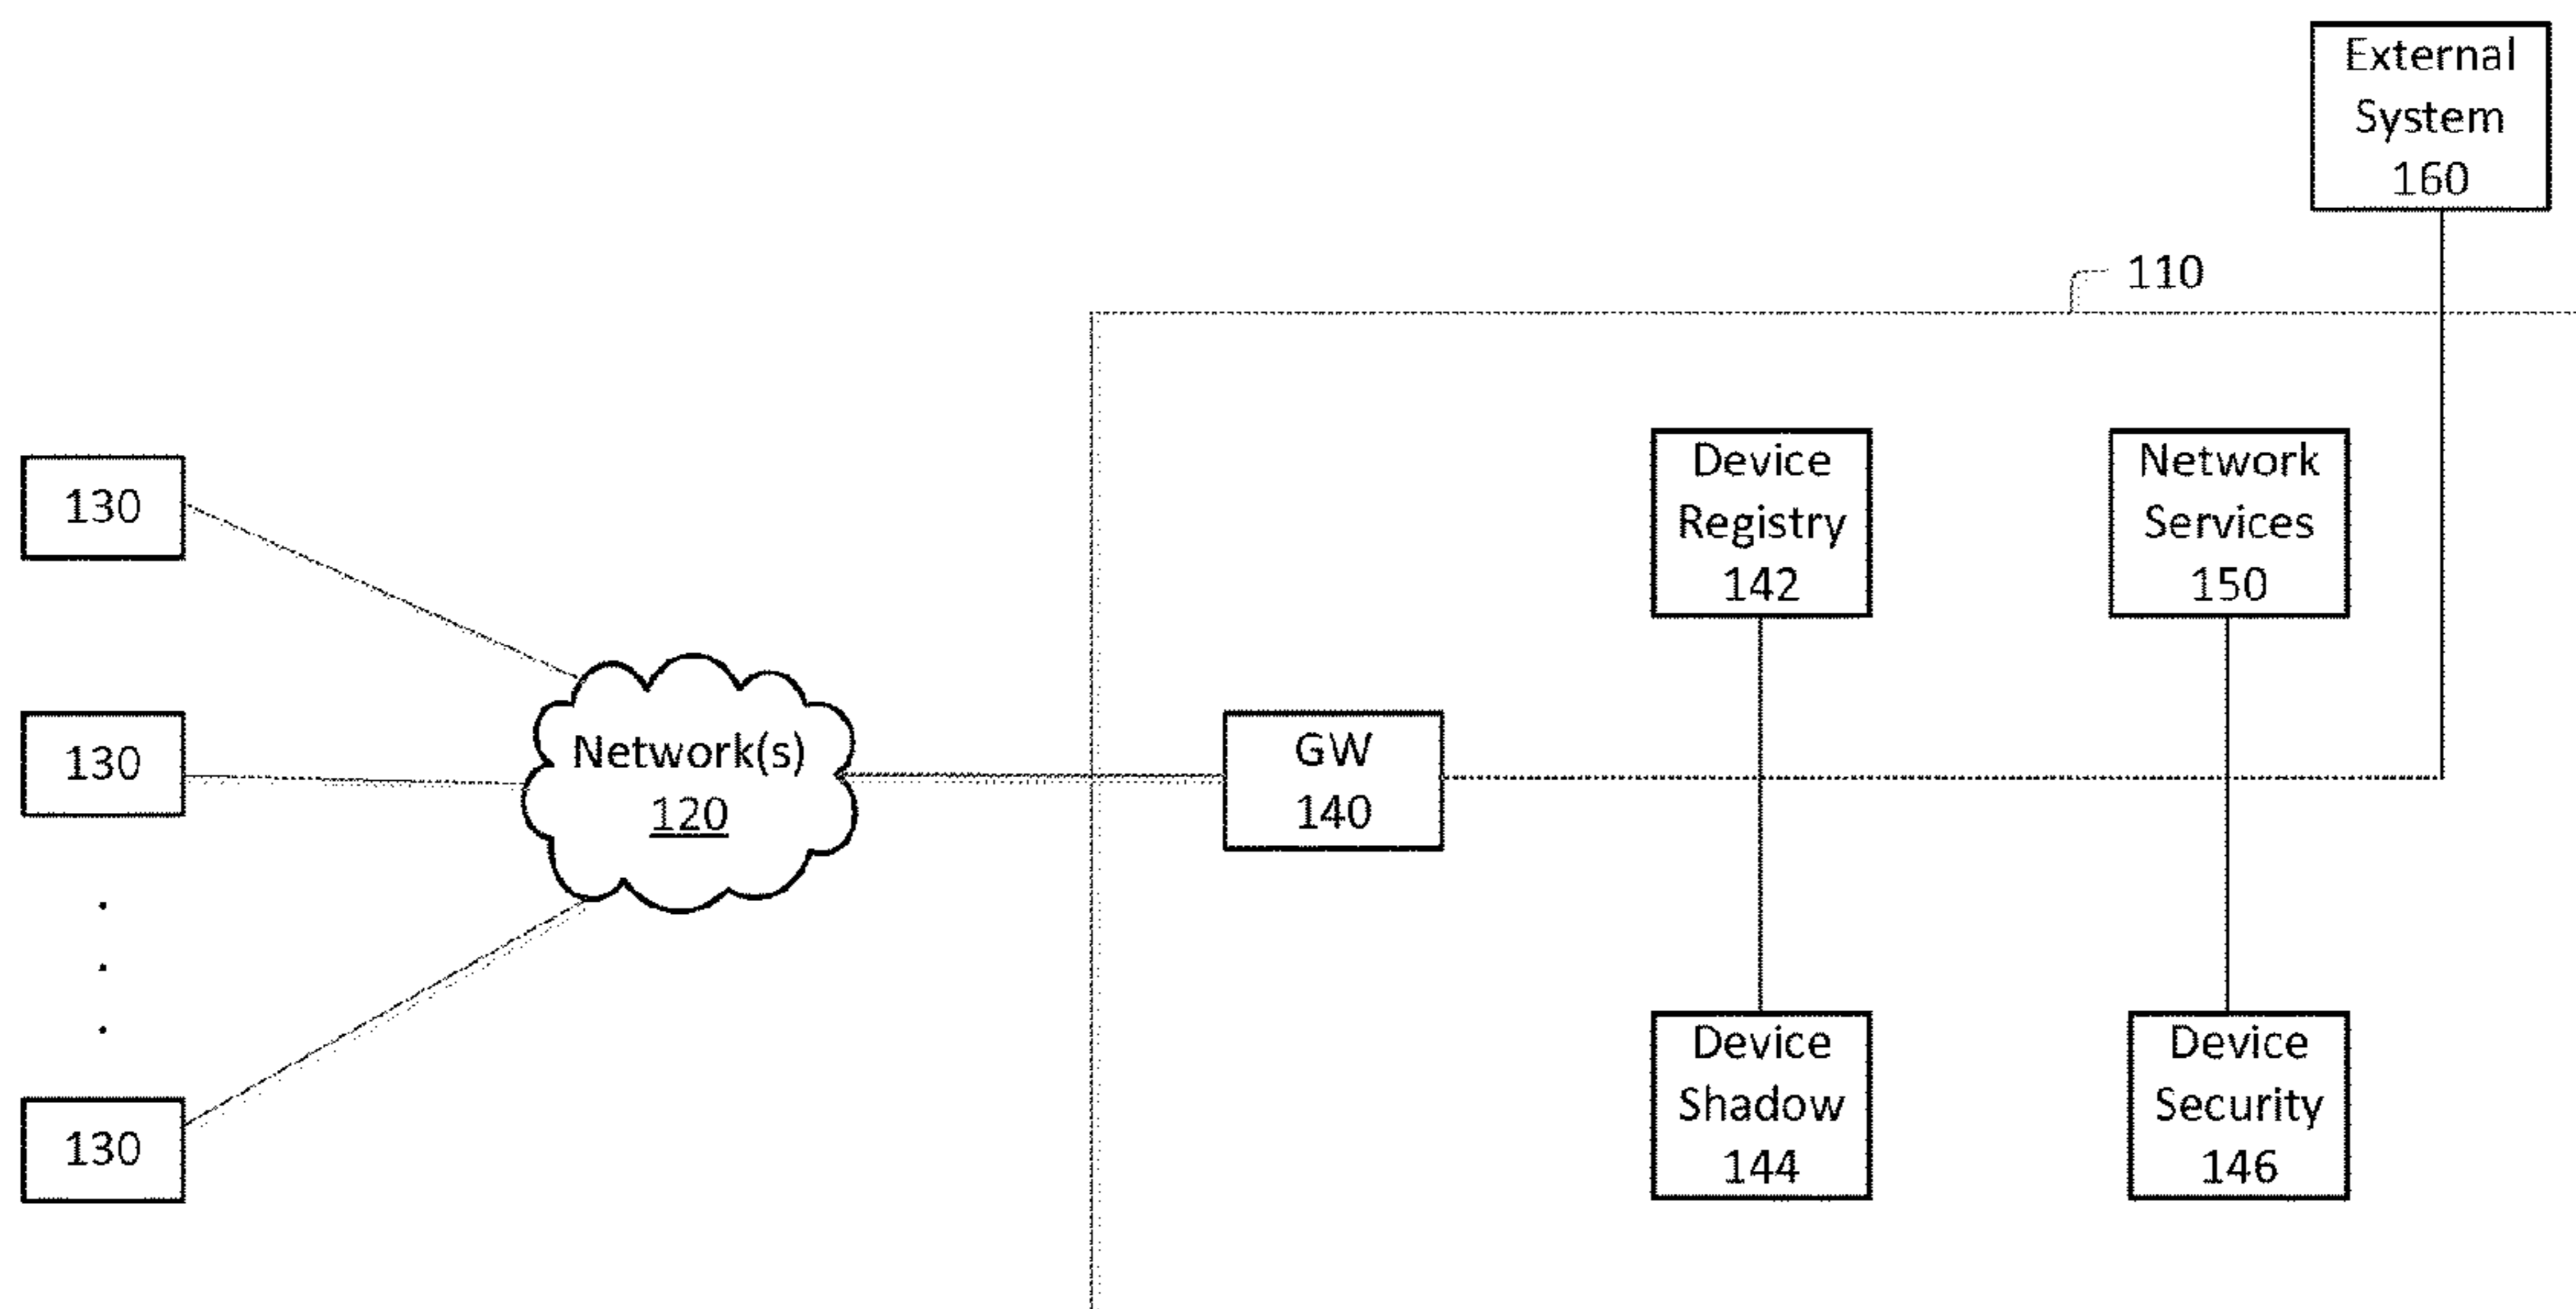 External
System
160
110
Device
Registry
142
Network
Services
150
130
130
Network(s)
120
GW
140
130
Device
Shadow
144
Device
Security
146